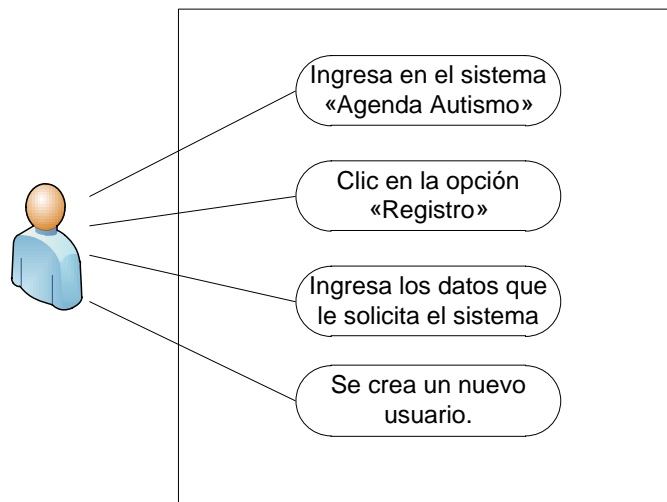 Ingresa en el sistema
«Agenda Autismo»
Clic en la opción
«Registro»
Ingresa los datos que
le solicita el sistema
Se crea un nuevo
usuario.